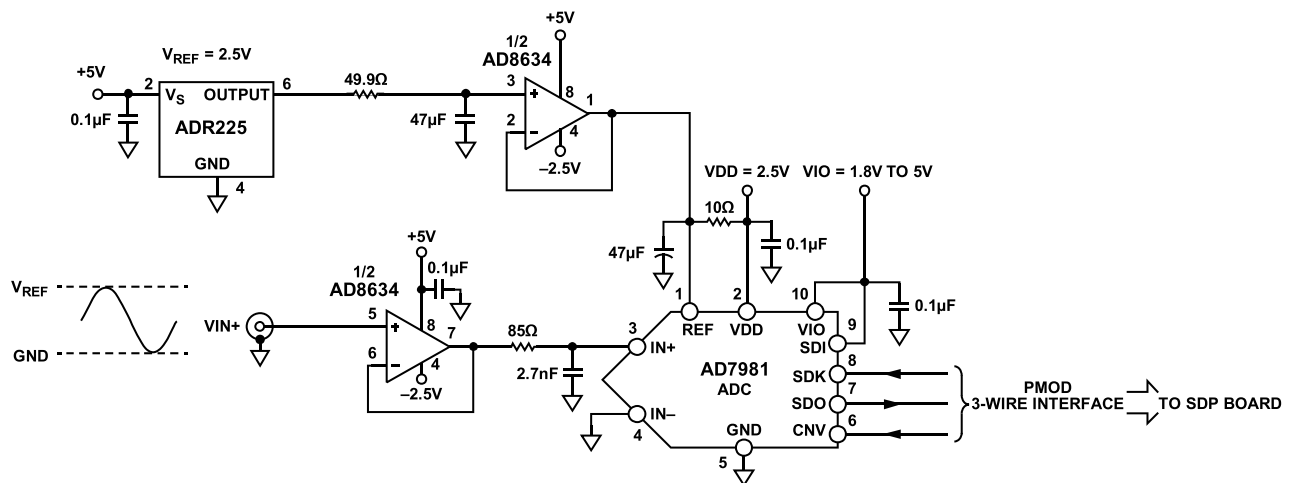 +5V
1/2
AD8634
VREF = 2.5V
+5V
2
VS OUTPUT
6
49.9Ω
3
+
8
1
0.1µF
ADR225
47µF
2
−
4
GND
–2.5V
4
VDD = 2.5V
VIO = 1.8V TO 5V
10Ω
+5V
47µF
0.1µF
1/2
AD8634
0.1µF
VREF
1
2
10
0.1µF
VIN+
5
+
8
7
85Ω
3
REF
VDD
VIO
9
GND
6
−
4
IN+
SDI
–2.5V
2.7nF
AD7981
ADC
8
SDK
7
SDO
PMOD
3-WIRE INTERFACE
TO SDP BOARD
IN–
4
GND
CNV
6
5